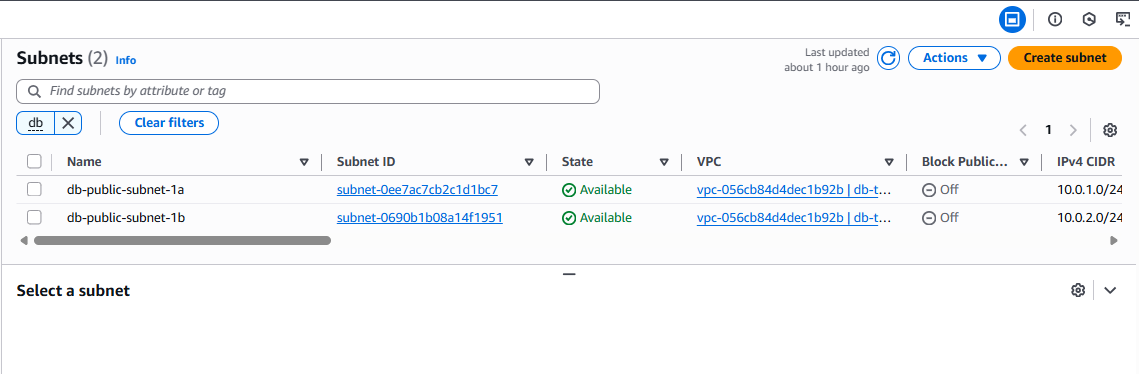 Subnets (2) Info
Last updated
about 1 hour ago
Actions
Create subnet
Find subnets by attribute or tag
db
Clear filters
1
Name Subnet ID State VPC Block Public... IPv4 CIDR
db-public-subnet-1a subnet-0ee7ac7cb2c1d1bc7 Available vpc-056cb84d4dec1b92b | db-t... Off 10.0.1.0/24
db-public-subnet-1b subnet-0690b1b08a14f1951 Available vpc-056cb84d4dec1b92b | db-t... Off 10.0.2.0/24
Select a subnet